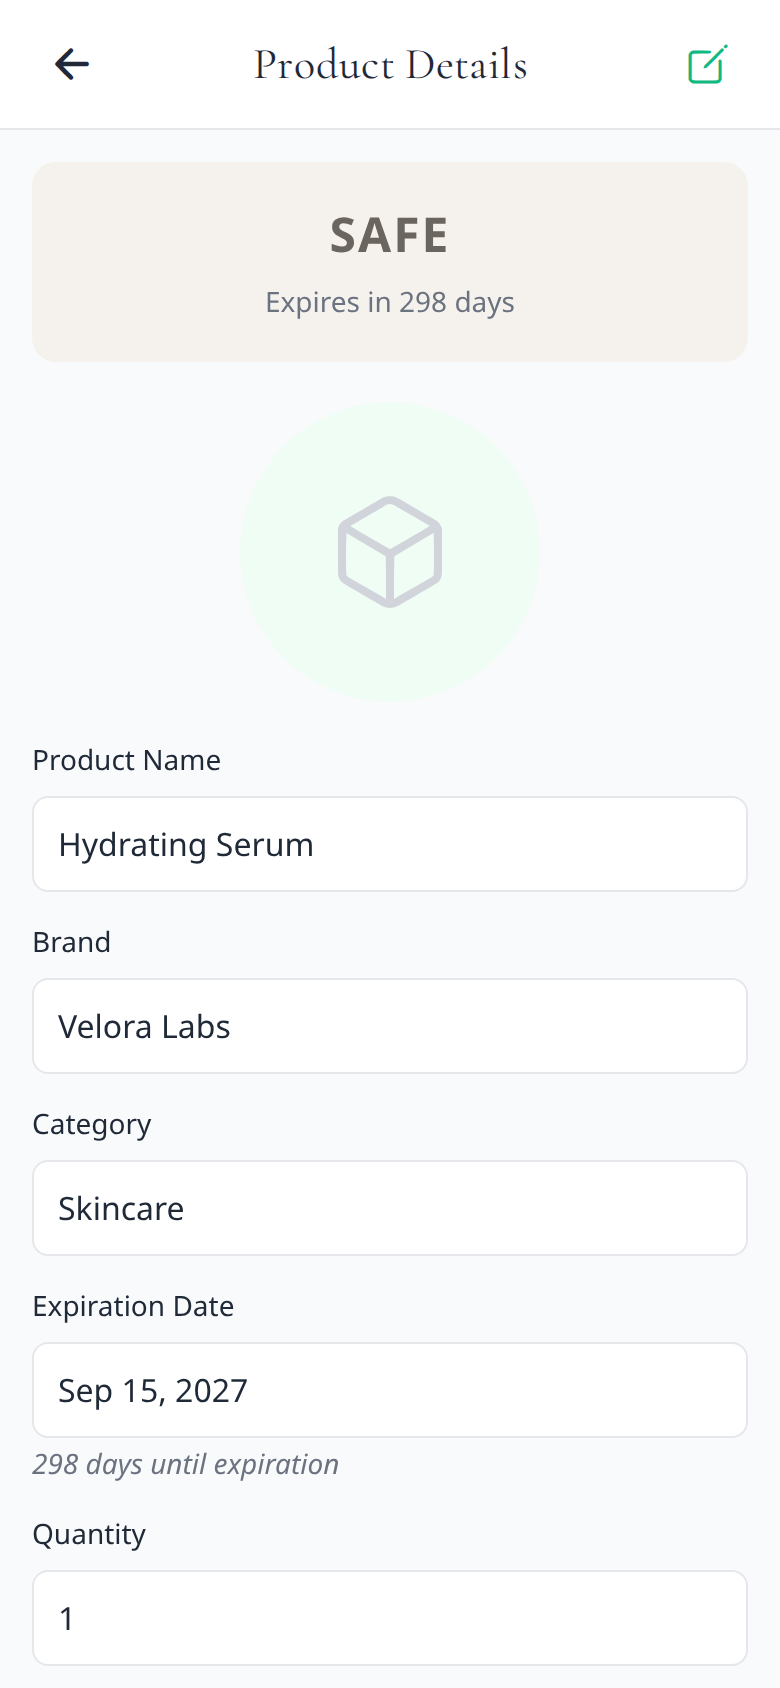 Product Details
SAFE
Expires in 298 days
Product Name
Hydrating Serum
Brand
Velora Labs
Category
Skincare
Expiration Date
Sep 15, 2027
298 days until expiration
Quantity
1